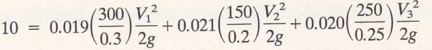 10 = 0.019(300/0.3) V₁²/2g + 0.021(150/0.2) V₂²/2g + 0.020(250/0.25) V₃²/2g